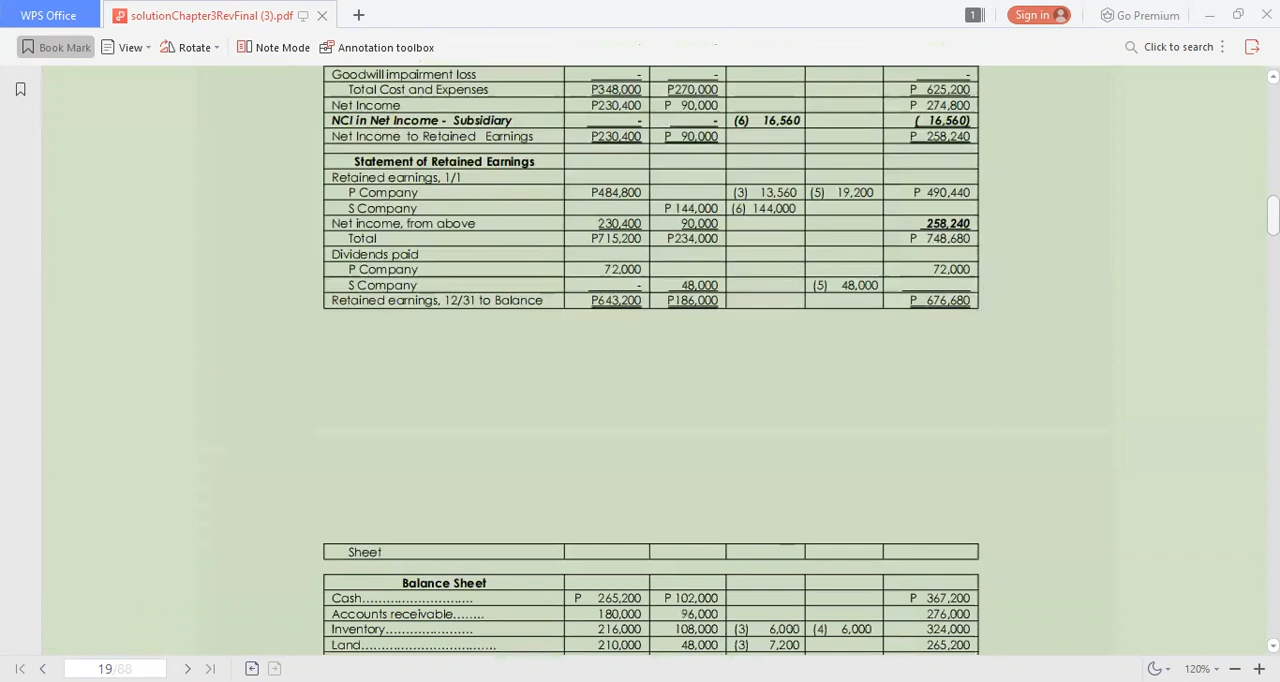 WPS Office solutionChapter3RevFinal (3).pdf 1 Sign in Go Premium
Book Mark View Rotate Note Mode Annotation toolbox Click to search
Goodwill impairment loss - - -
Total Cost and Expenses P348,000 P270,000 P 625,200
Net Income P230,400 P 90,000 P 274,800
NCI in Net Income - Subsidiary - - (6) 16,560 ( 16,560)
Net Income to Retained Earnings P230,400 P 90,000 P 258,240
Statement of Retained Earnings
Retained earnings, 1/1
P Company P484,800 (3) 13,560 (5) 19,200 P 490,440
S Company P 144,000 (6) 144,000
Net income, from above 230,400 90,000 258,240
Total P715,200 P234,000 P 748,680
Dividends paid
P Company 72,000 72,000
S Company - 48,000 (5) 48,000
Retained earnings, 12/31 to Balance P643,200 P186,000 P 676,680
Sheet
Balance Sheet
Cash………………………. P 265,200 P 102,000 P 367,200
Accounts receivable…….. 180,000 96,000 276,000
Inventory…………………. 216,000 108,000 (3) 6,000 (4) 6,000 324,000
Land……………………………. 210,000 48,000 (3) 7,200 265,200
19/88 120%